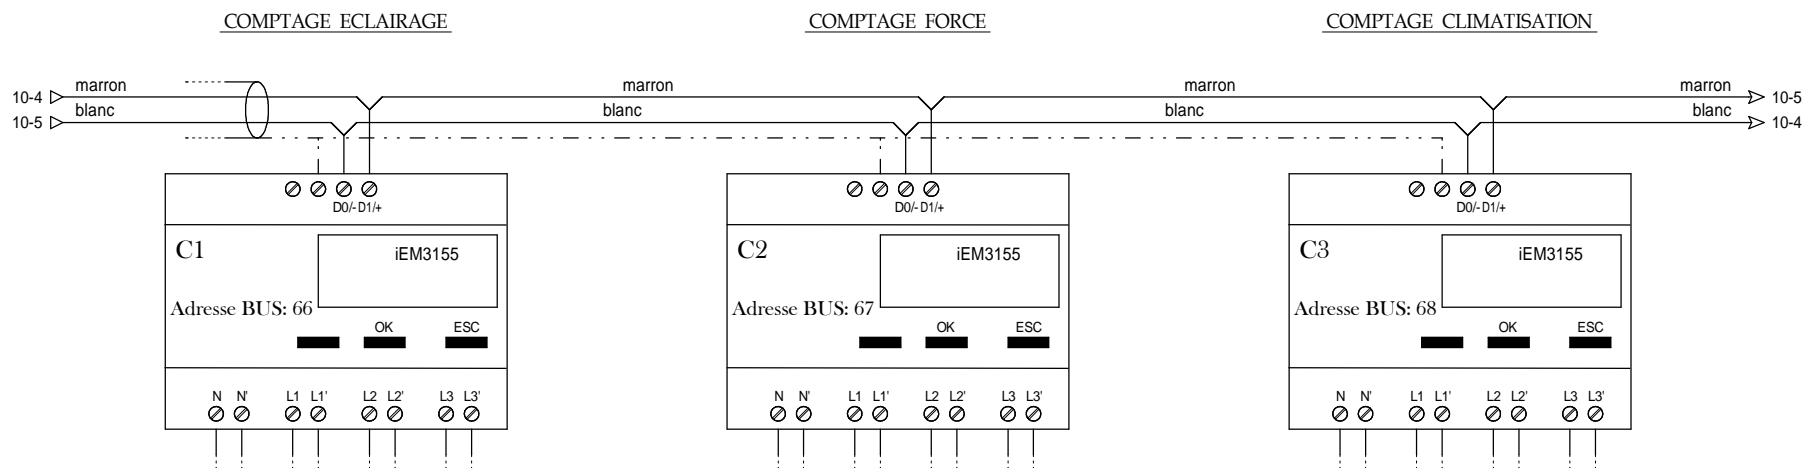 COMPTAGE ECLAIRAGE COMPTAGE FORCE COMPTAGE CLIMATISATION
marron marron marron marron
10-4 10-5
blanc blanc blanc blanc
10-5 10-4
D0/- D1/+ D0/- D1/+ D0/- D1/+
C1 iEM3155 C2 iEM3155 C3 iEM3155
Adresse BUS: 66 Adresse BUS: 67 Adresse BUS: 68
OK ESC OK ESC OK ESC
N N' L1 L1' L2 L2' L3 L3' N N' L1 L1' L2 L2' L3 L3' N N' L1 L1' L2 L2' L3 L3'